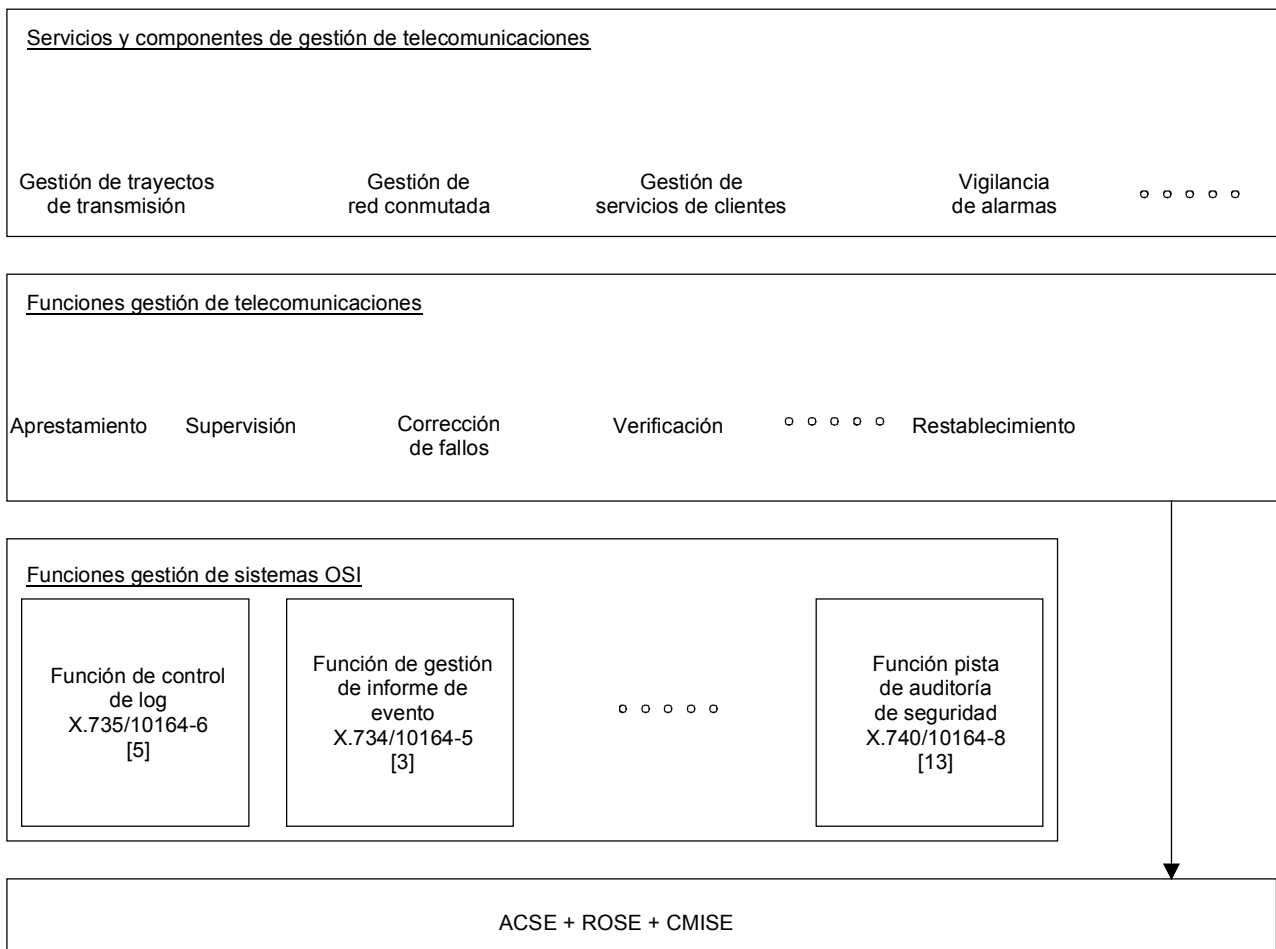 Servicios y componentes de gestión de telecomunicaciones
Gestión de trayectos
de transmisión
Gestión de
red conmutada
Gestión de
servicios de clientes
Vigilancia
de alarmas
Funciones gestión de telecomunicaciones
Aprestamiento
Supervisión
Corrección
de fallos
Verificación
Restablecimiento
Funciones gestión de sistemas OSI
Función de control
de log
X.735/10164-6
[5]
Función de gestión
de informe de
evento
X.734/10164-5
[3]
Función pista
de auditoría
de seguridad
X.740/10164-8
[13]
ACSE + ROSE + CMISE